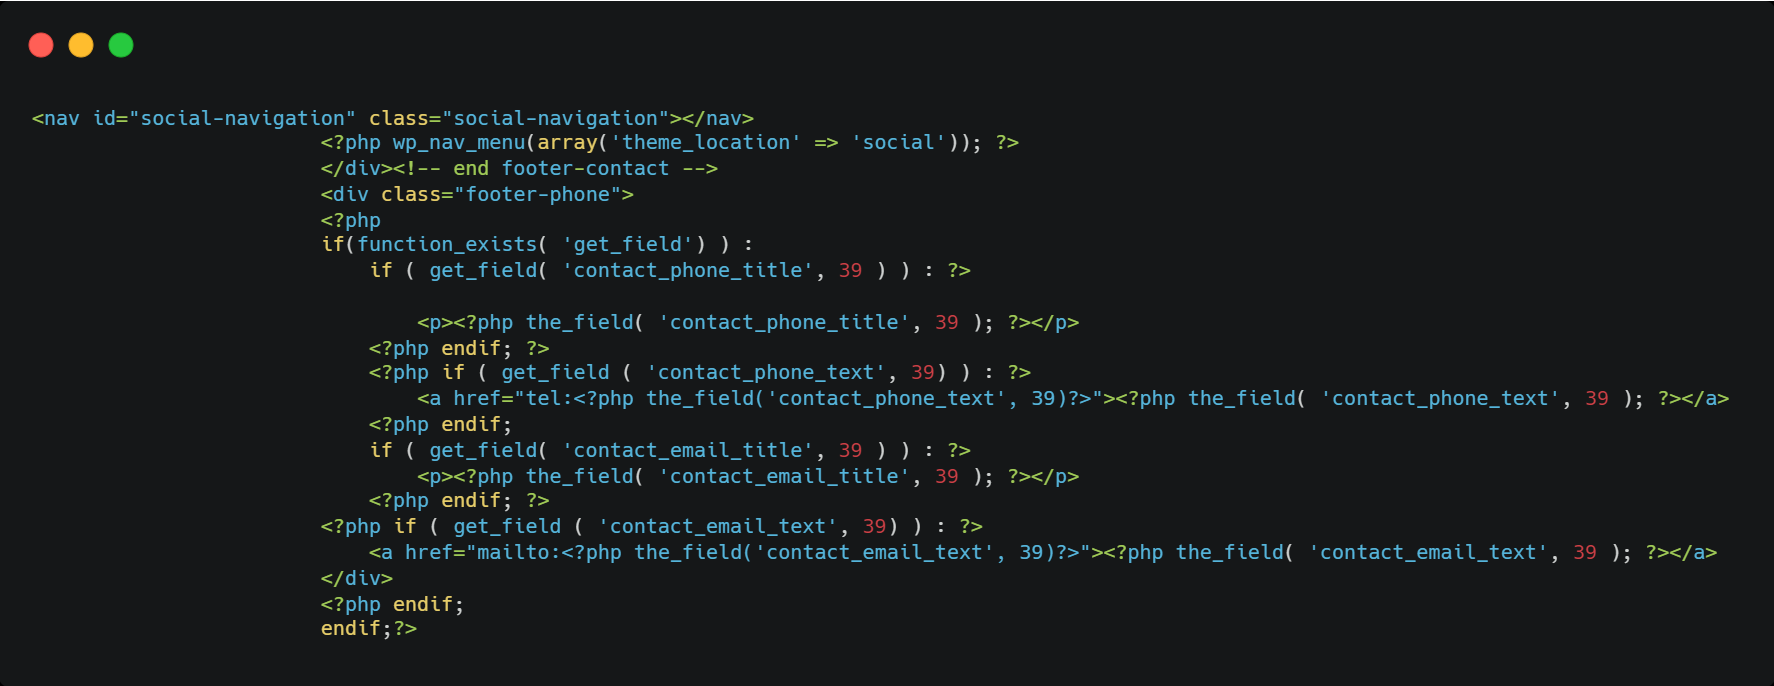 <nav id="social-navigation" class="social-navigation"></nav>
<?php wp_nav_menu(array('theme_location' => 'social')); ?>
</div><!-- end footer-contact -->
<div class="footer-phone">
<?php
if(function_exists( 'get_field') ) :
if ( get_field( 'contact_phone_title', 39 ) ) : ?>
<p><?php the_field( 'contact_phone_title', 39 ); ?></p>
<?php endif; ?>
<?php if ( get_field ( 'contact_phone_text', 39) ) : ?>
<a href="tel:<?php the_field('contact_phone_text', 39)?>"><?php the_field( 'contact_phone_text', 39 ); ?></a>
<?php endif;
if ( get_field( 'contact_email_title', 39 ) ) : ?>
<p><?php the_field( 'contact_email_title', 39 ); ?></p>
<?php endif; ?>
<?php if ( get_field ( 'contact_email_text', 39) ) : ?>
<a href="mailto:<?php the_field('contact_email_text', 39)?>"><?php the_field( 'contact_email_text', 39 ); ?></a>
</div>
<?php endif;
endif;?>